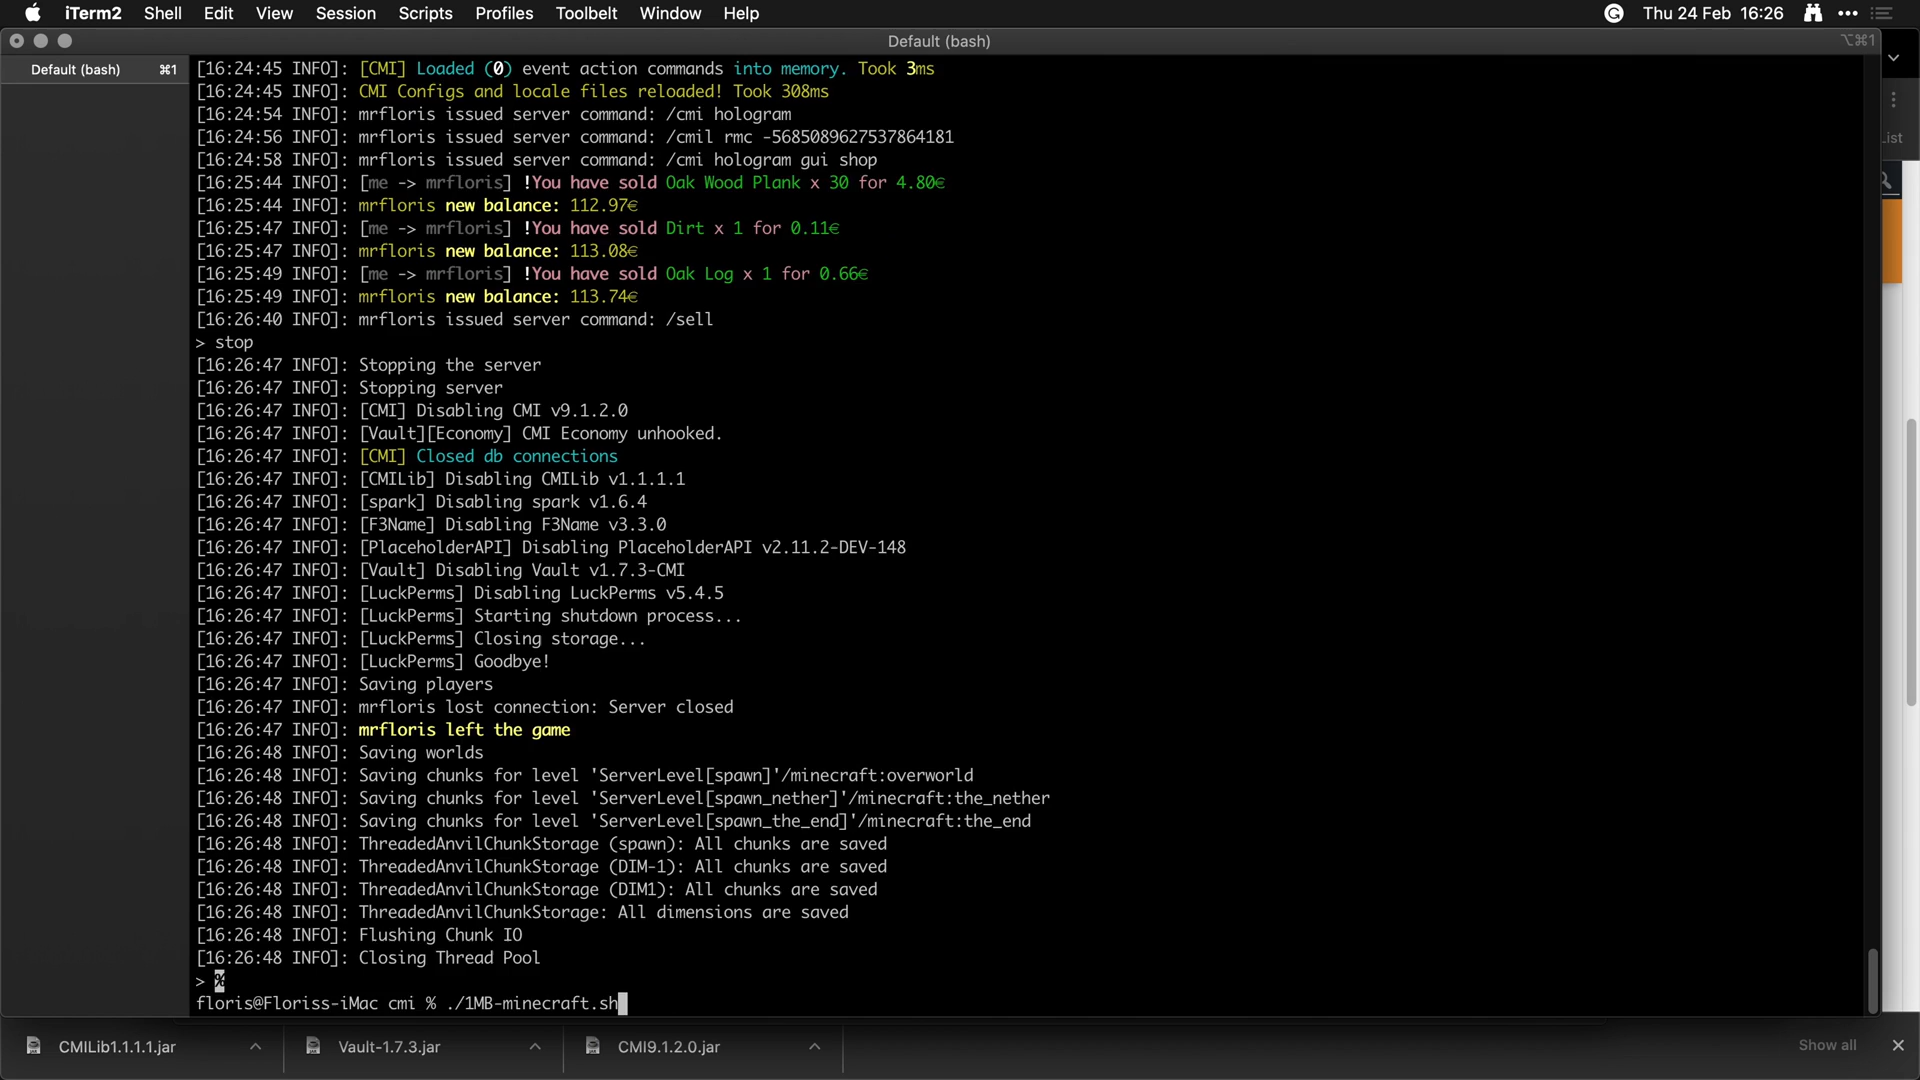 iTerm2 Shell Edit View Session Scripts Profiles Toolbelt Window Help Thu 24 Feb 16:26
Default (bash) ⌥⌘1
Default (bash) ⌘1
[16:24:45 INFO]: [CMI] Loaded (0) event action commands into memory. Took 3ms
[16:24:45 INFO]: CMI Configs and locale files reloaded! Took 308ms
[16:24:54 INFO]: mrfloris issued server command: /cmi hologram
[16:24:56 INFO]: mrfloris issued server command: /cmil rmc -5685089627537864181
[16:24:58 INFO]: mrfloris issued server command: /cmi hologram gui shop
[16:25:44 INFO]: [me -> mrfloris] !You have sold Oak Wood Plank x 30 for 4.80€
[16:25:44 INFO]: mrfloris new balance: 112.97€
[16:25:47 INFO]: [me -> mrfloris] !You have sold Dirt x 1 for 0.11€
[16:25:47 INFO]: mrfloris new balance: 113.08€
[16:25:49 INFO]: [me -> mrfloris] !You have sold Oak Log x 1 for 0.66€
[16:25:49 INFO]: mrfloris new balance: 113.74€
[16:26:40 INFO]: mrfloris issued server command: /sell
> stop
[16:26:47 INFO]: Stopping the server
[16:26:47 INFO]: Stopping server
[16:26:47 INFO]: [CMI] Disabling CMI v9.1.2.0
[16:26:47 INFO]: [Vault][Economy] CMI Economy unhooked.
[16:26:47 INFO]: [CMI] Closed db connections
[16:26:47 INFO]: [CMILib] Disabling CMILib v1.1.1.1
[16:26:47 INFO]: [spark] Disabling spark v1.6.4
[16:26:47 INFO]: [F3Name] Disabling F3Name v3.3.0
[16:26:47 INFO]: [PlaceholderAPI] Disabling PlaceholderAPI v2.11.2-DEV-148
[16:26:47 INFO]: [Vault] Disabling Vault v1.7.3-CMI
[16:26:47 INFO]: [LuckPerms] Disabling LuckPerms v5.4.5
[16:26:47 INFO]: [LuckPerms] Starting shutdown process...
[16:26:47 INFO]: [LuckPerms] Closing storage...
[16:26:47 INFO]: [LuckPerms] Goodbye!
[16:26:47 INFO]: Saving players
[16:26:47 INFO]: mrfloris lost connection: Server closed
[16:26:47 INFO]: mrfloris left the game
[16:26:48 INFO]: Saving worlds
[16:26:48 INFO]: Saving chunks for level 'ServerLevel[spawn]'/minecraft:overworld
[16:26:48 INFO]: Saving chunks for level 'ServerLevel[spawn_nether]'/minecraft:the_nether
[16:26:48 INFO]: Saving chunks for level 'ServerLevel[spawn_the_end]'/minecraft:the_end
[16:26:48 INFO]: ThreadedAnvilChunkStorage (spawn): All chunks are saved
[16:26:48 INFO]: ThreadedAnvilChunkStorage (DIM-1): All chunks are saved
[16:26:48 INFO]: ThreadedAnvilChunkStorage (DIM1): All chunks are saved
[16:26:48 INFO]: ThreadedAnvilChunkStorage: All dimensions are saved
[16:26:48 INFO]: Flushing Chunk IO
[16:26:48 INFO]: Closing Thread Pool
> %
floris@Floriss-iMac cmi % ./1MB-minecraft.sh
CMILib1.1.1.1.jar Vault-1.7.3.jar CMI9.1.2.0.jar Show all